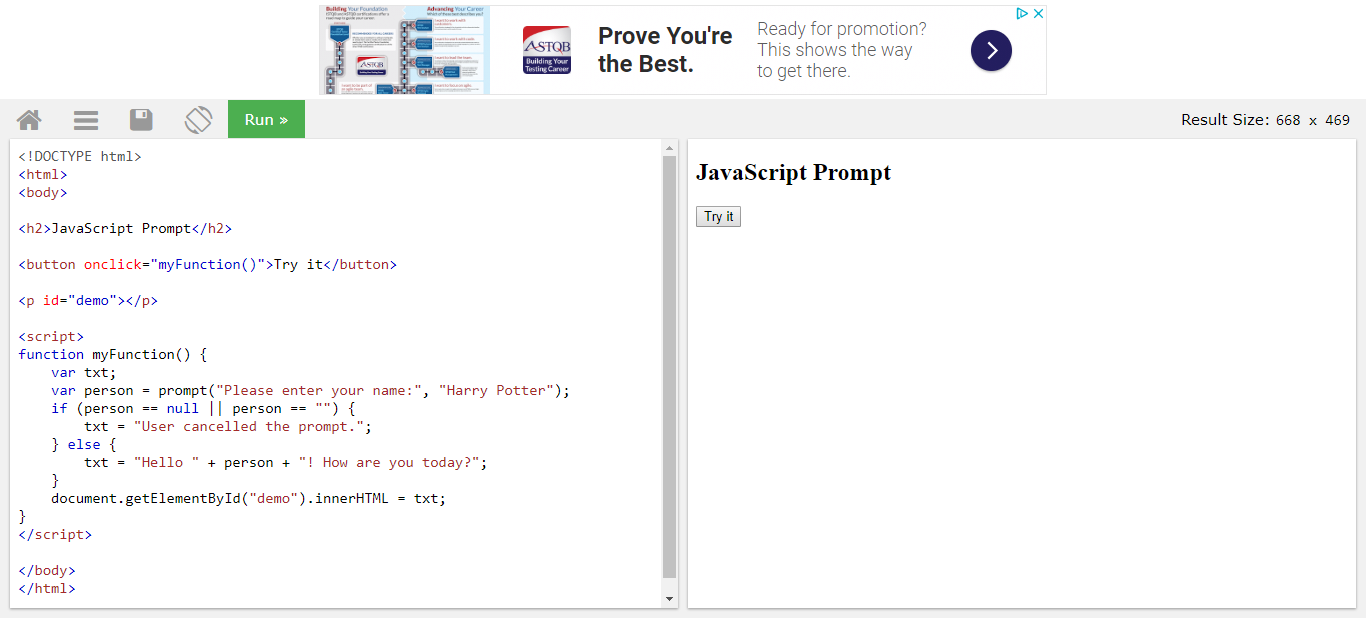 Building Your Foundation
Advancing Your Career
ASTQB
Building Your
Testing Career
Prove You're
the Best.
Ready for promotion?
This shows the way
to get there.
Run »
Result Size: 668 x 469
<!DOCTYPE html>
<html>
<body>
<h2>JavaScript Prompt</h2>
<button onclick="myFunction()">Try it</button>
<p id="demo"></p>
<script>
function myFunction() {
    var txt;
    var person = prompt("Please enter your name:", "Harry Potter");
    if (person == null || person == "") {
        txt = "User cancelled the prompt.";
    } else {
        txt = "Hello " + person + "! How are you today?";
    }
    document.getElementById("demo").innerHTML = txt;
}
</script>
</body>
</html>
JavaScript Prompt
Try it